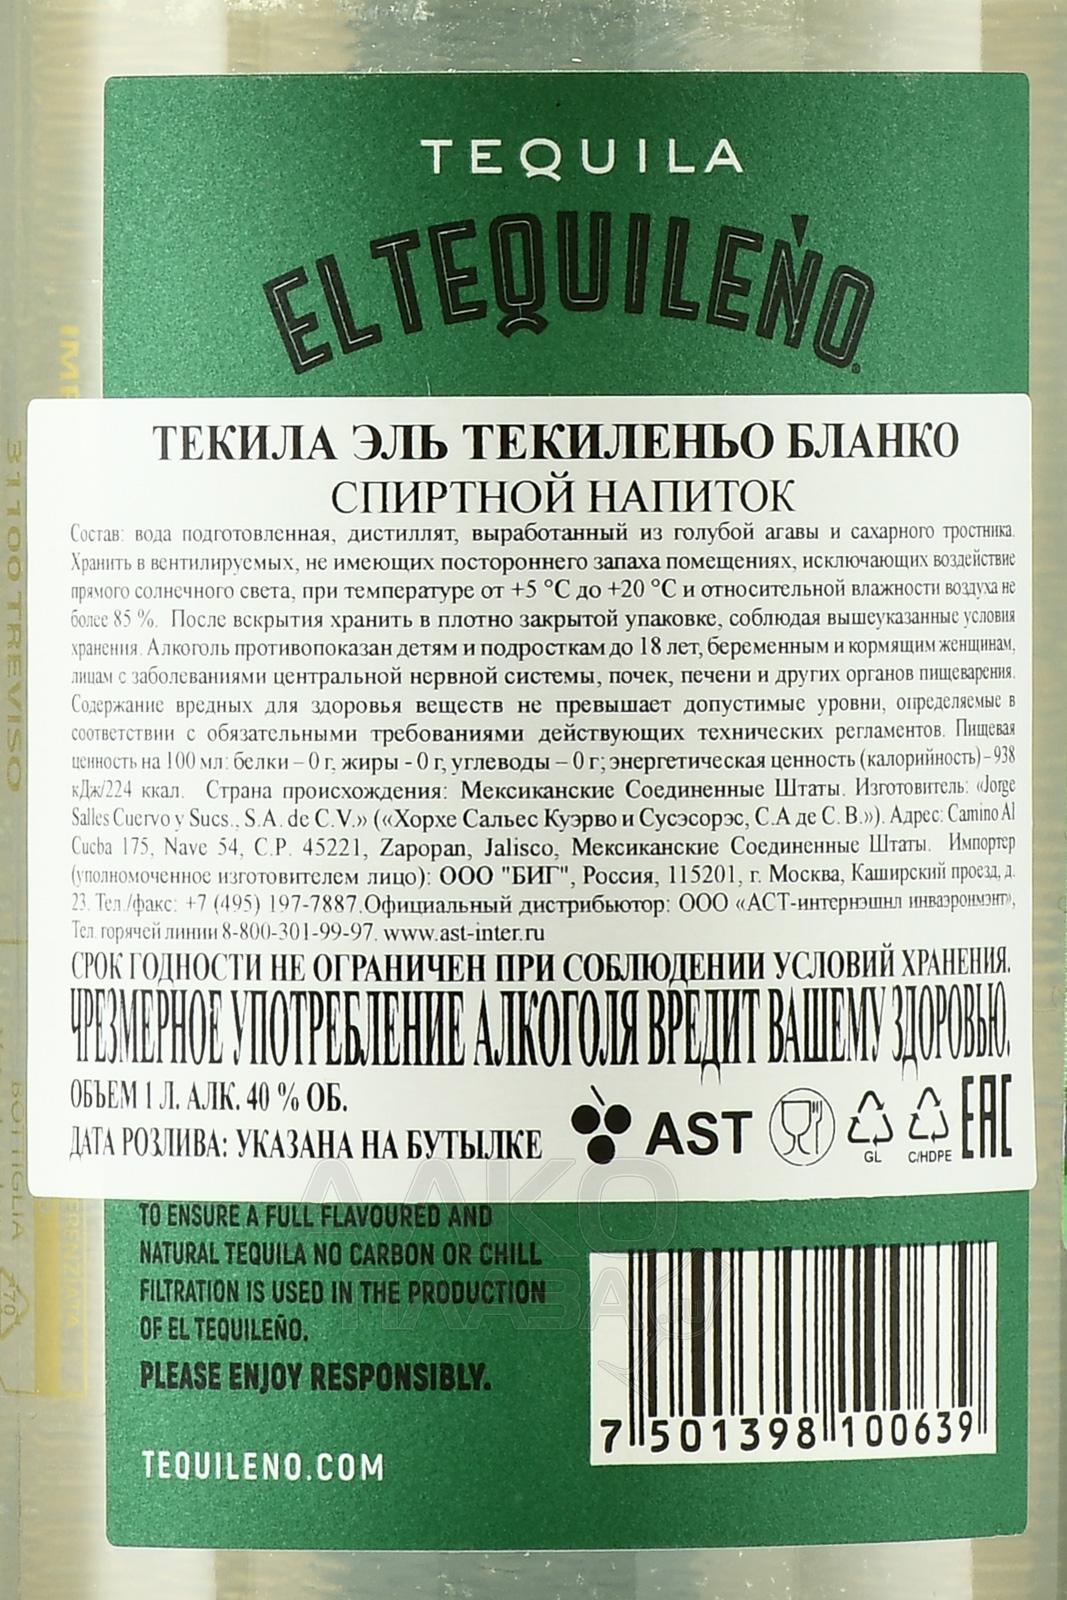 TEQUILA
EL TEQUILEÑO®
ТЕКИЛА ЭЛЬ ТЕКИЛЕНЬО БЛАНКО
СПИРТНОЙ НАПИТОК
Состав: вода подготовленная, дистиллят, выработанный из голубой агавы и сахарного тростника.
Хранить в вентилируемых, не имеющих постороннего запаха помещениях, исключающих воздействие
прямого солнечного света, при температуре от +5 °С до +20 °С и относительной влажности воздуха не
более 85 %. После вскрытия хранить в плотно закрытой упаковке, соблюдая вышеуказанные условия
хранения. Алкоголь противопоказан детям и подросткам до 18 лет, беременным и кормящим женщинам,
лицам с заболеваниями центральной нервной системы, почек, печени и других органов пищеварения.
Содержание вредных для здоровья веществ не превышает допустимые уровни, определяемые в
соответствии с обязательными требованиями действующих технических регламентов. Пищевая
ценность на 100 мл: белки – 0 г, жиры - 0 г, углеводы – 0 г; энергетическая ценность (калорийность) – 938
кДж/224 ккал. Страна происхождения: Мексиканские Соединенные Штаты. Изготовитель: «Jorge
Salles Cuervo y Sucs., S.A. de C.V.» («Хорхе Сальес Куэрво и Сусэсорэс, С.А де С. В.»). Адрес: Camino Al
Cucba 175, Nave 54, C.P. 45221, Zapopan, Jalisco, Мексиканские Соединенные Штаты. Импортер
(уполномоченное изготовителем лицо): ООО "БИГ", Россия, 115201, г. Москва, Каширский проезд, д.
23. Тел./факс: +7 (495) 197-7887.Официальный дистрибьютор: ООО «АСТ-интернэшнл инваэронмэнт»,
Тел. горячей линии 8-800-301-99-97. www.ast-inter.ru
СРОК ГОДНОСТИ НЕ ОГРАНИЧЕН ПРИ СОБЛЮДЕНИИ УСЛОВИЙ ХРАНЕНИЯ.
ЧРЕЗМЕРНОЕ УПОТРЕБЛЕНИЕ АЛКОГОЛЯ ВРЕДИТ ВАШЕМУ ЗДОРОВЬЮ.
ОБЪЕМ 1 Л. АЛК. 40 % ОБ.
ДАТА РОЗЛИВА: УКАЗАНА НА БУТЫЛКЕ
AST
GL
C/HDPE
EAC
TO ENSURE A FULL FLAVOURED AND
NATURAL TEQUILA NO CARBON OR CHILL
FILTRATION IS USED IN THE PRODUCTION
OF EL TEQUILEÑO.
PLEASE ENJOY RESPONSIBLY.
TEQUILENO.COM
7 501398 100639
31100 TREVISO
BOTTIGLIA